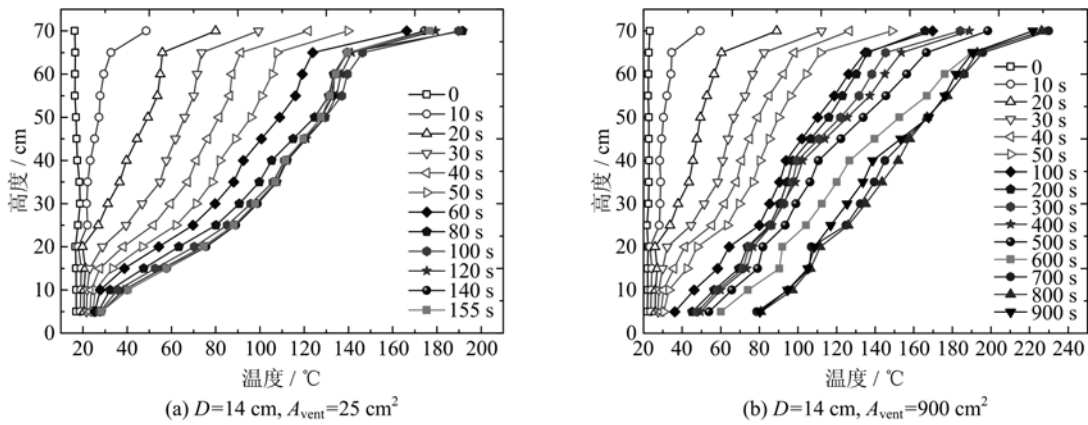 70
60
50
40
30
20
10
0
高度 / cm
20 40 60 80 100 120 140 160 180 200
温度 / ℃
0
10 s
20 s
30 s
40 s
50 s
60 s
80 s
100 s
120 s
140 s
155 s
(a) D=14 cm, Avent=25 cm²
70
60
50
40
30
20
10
0
高度 / cm
20 40 60 80 100 120 140 160 180 200 220 240
温度 / ℃
0
10 s
20 s
30 s
40 s
50 s
100 s
200 s
300 s
400 s
500 s
600 s
700 s
800 s
900 s
(b) D=14 cm, Avent=900 cm²